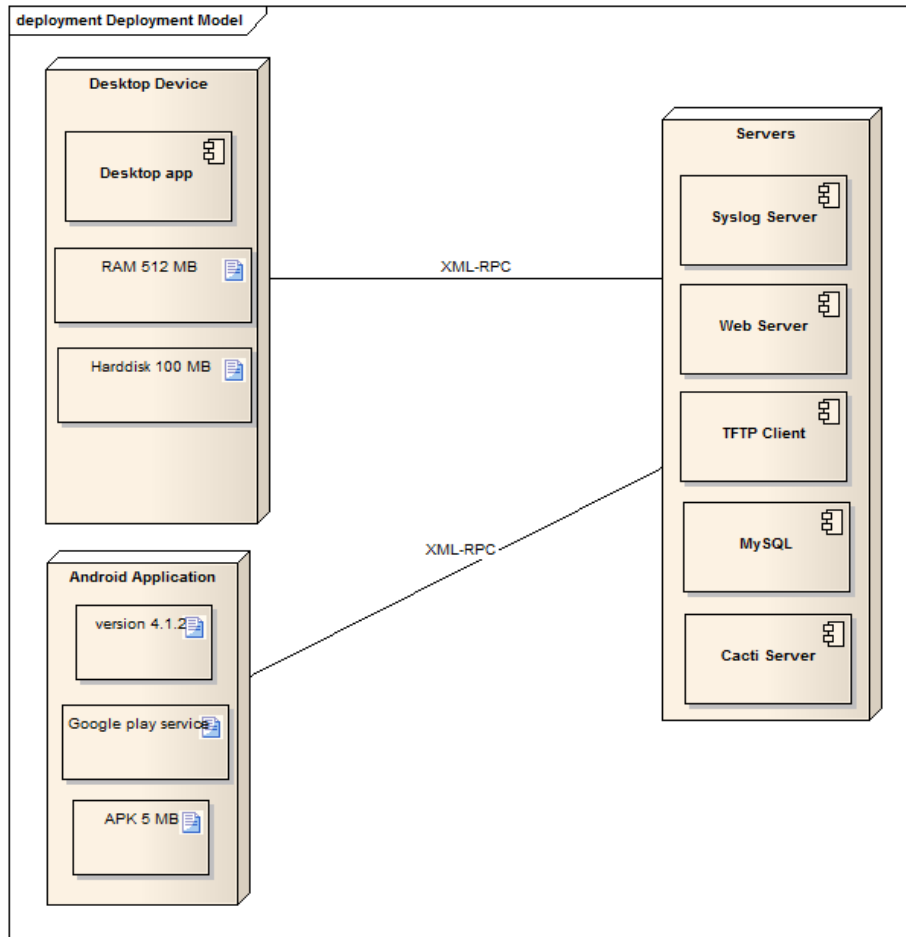 deployment Deployment Model
Desktop Device
Desktop app
RAM 512 MB
Harddisk 100 MB
XML-RPC
Servers
Syslog Server
Web Server
TFTP Client
MySQL
Cacti Server
XML-RPC
Android Application
version 4.1.2
Google play service
APK 5 MB